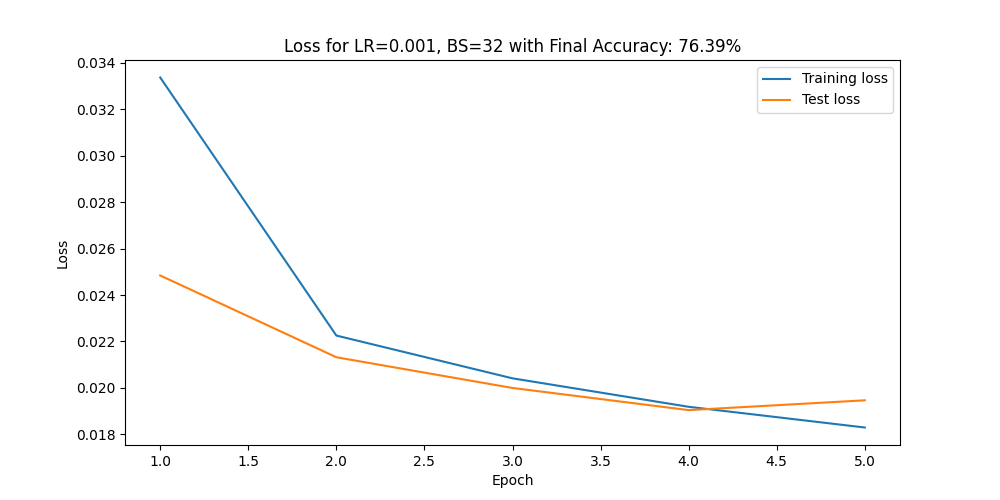 Loss for LR=0.001, BS=32 with Final Accuracy: 76.39%
Training loss
Test loss
Loss
0.034
0.032
0.030
0.028
0.026
0.024
0.022
0.020
0.018
1.0 1.5 2.0 2.5 3.0 3.5 4.0 4.5 5.0
Epoch